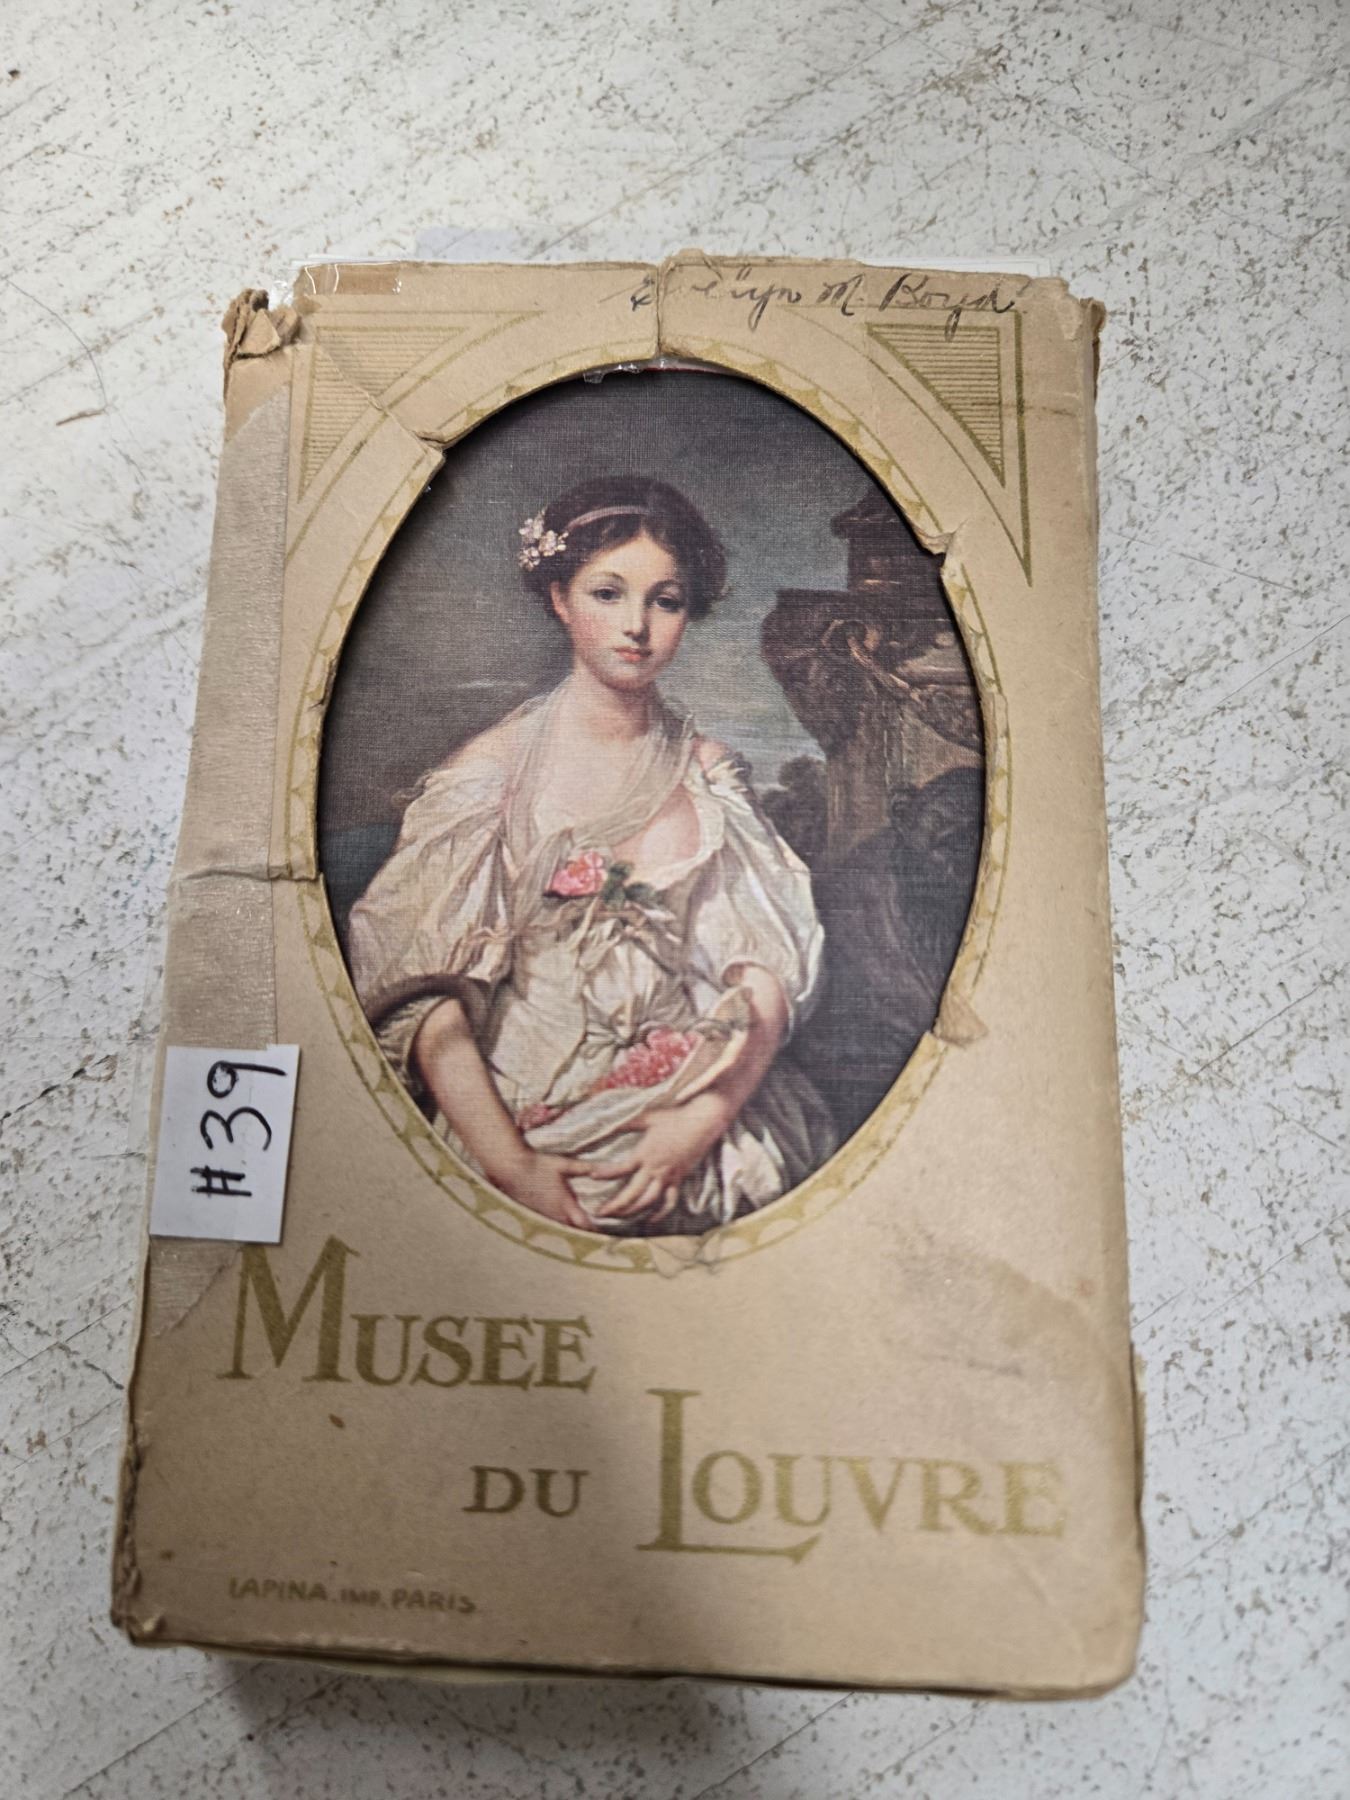 Evelyn M. Boyd
#39
MUSEE
DU LOUVRE
LAPINA. IMP. PARIS